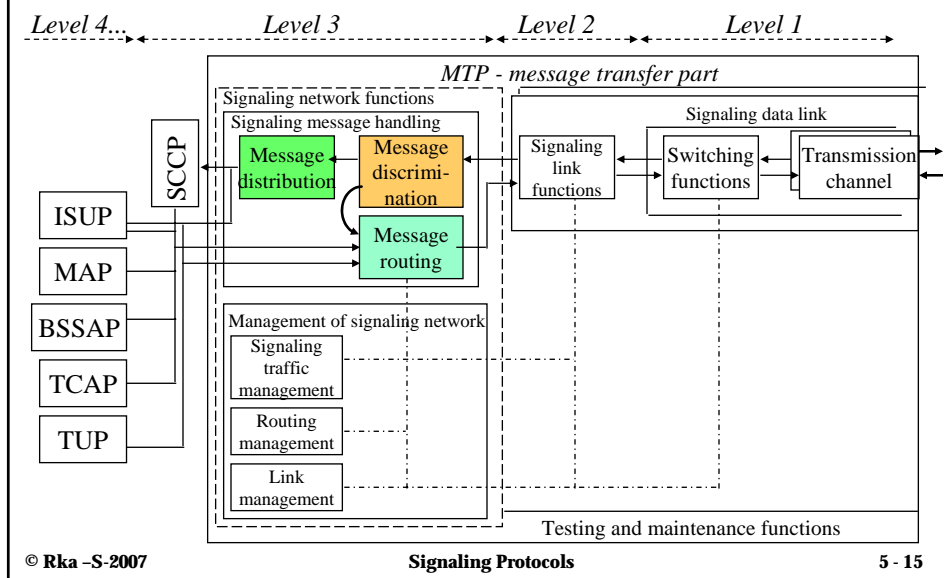 Level 4... Level 3 Level 2 Level 1
MTP - message transfer part
Signaling network functions
Signaling message handling
Signaling data link
SCCP
Message
distribution
Message
discrimi-
nation
Signaling
link
functions
Switching
functions
Transmission
channel
ISUP
Message
routing
MAP
BSSAP
Management of signaling network
Signaling
traffic
management
TCAP
Routing
management
TUP
Link
management
Testing and maintenance functions
© Rka –S-2007 Signaling Protocols 5 - 15